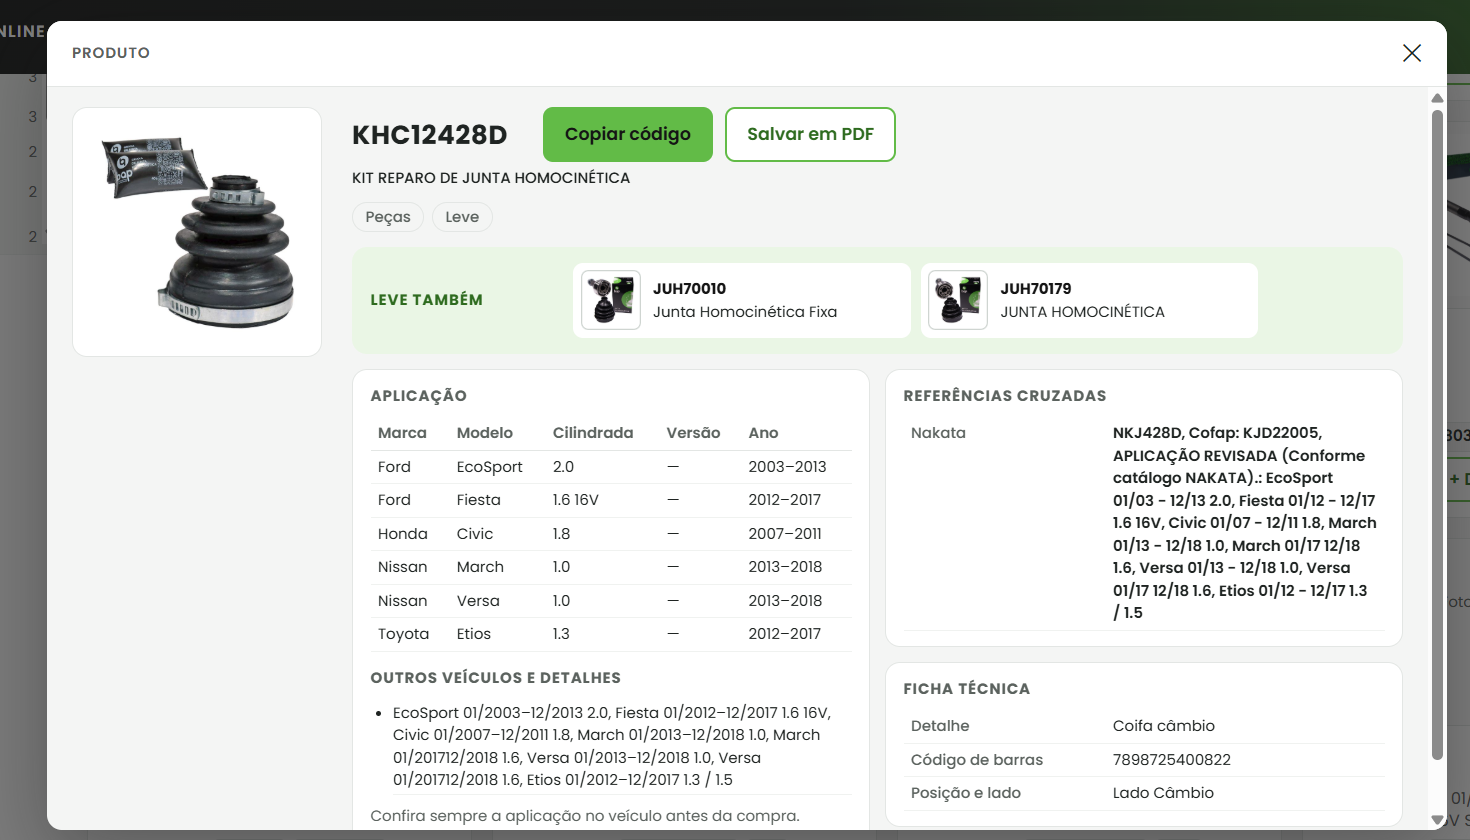 NLINE
PRODUTO
3
3
2
2
2
KHC12428D
Copiar código
Salvar em PDF
KIT REPARO DE JUNTA HOMOCINÉTICA
Peças
Leve
LEVE TAMBÉM
JUH70010
Junta Homocinética Fixa
JUH70179
JUNTA HOMOCINÉTICA
APLICAÇÃO
Marca Modelo Cilindrada Versão Ano
Ford EcoSport 2.0 — 2003–2013
Ford Fiesta 1.6 16V — 2012–2017
Honda Civic 1.8 — 2007–2011
Nissan March 1.0 — 2013–2018
Nissan Versa 1.0 — 2013–2018
Toyota Etios 1.3 — 2012–2017
OUTROS VEÍCULOS E DETALHES
• EcoSport 01/2003–12/2013 2.0, Fiesta 01/2012–12/2017 1.6 16V,
Civic 01/2007–12/2011 1.8, March 01/2013–12/2018 1.0, March
01/201712/2018 1.6, Versa 01/2013–12/2018 1.0, Versa
01/201712/2018 1.6, Etios 01/2012–12/2017 1.3 / 1.5
Confira sempre a aplicação no veículo antes da compra.
REFERÊNCIAS CRUZADAS
Nakata
NKJ428D, Cofap: KJD22005,
APLICAÇÃO REVISADA (Conforme
catálogo NAKATA).: EcoSport
01/03 - 12/13 2.0, Fiesta 01/12 - 12/17
1.6 16V, Civic 01/07 - 12/11 1.8, March
01/13 - 12/18 1.0, March 01/17 12/18
1.6, Versa 01/13 - 12/18 1.0, Versa
01/17 12/18 1.6, Etios 01/12 - 12/17 1.3
/ 1.5
FICHA TÉCNICA
Detalhe Coifa câmbio
Código de barras 7898725400822
Posição e lado Lado Câmbio